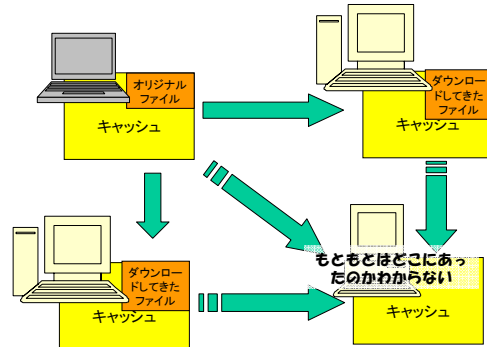 オリジナル
ファイル
キャッシュ
ダウンロー
ドしてきた
ファイル
キャッシュ
ダウンロー
ドしてきた
ファイル
キャッシュ
もともとはどこにあっ
たのかわからない
キャッシュ